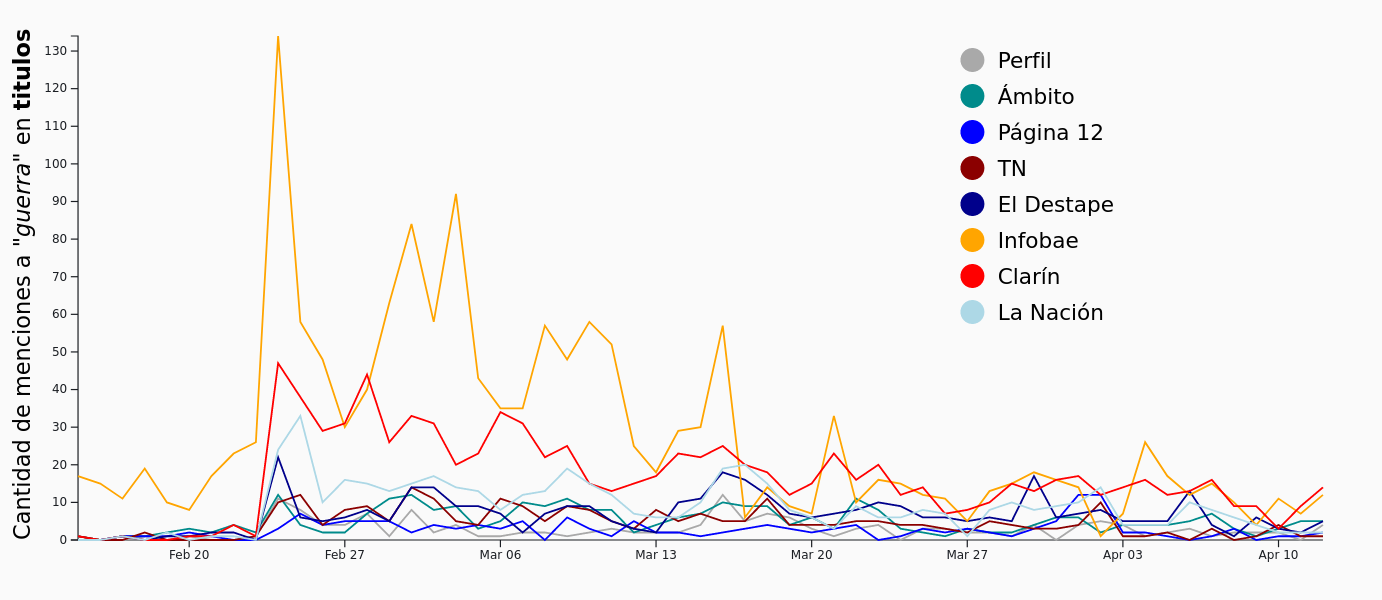 Cantidad de menciones a "guerra" en titulos
130
120
110
100
90
80
70
60
50
40
30
20
10
0
Feb 20
Feb 27
Mar 06
Mar 13
Mar 20
Mar 27
Apr 03
Apr 10
Perfil
Ámbito
Página 12
TN
El Destape
Infobae
Clarín
La Nación